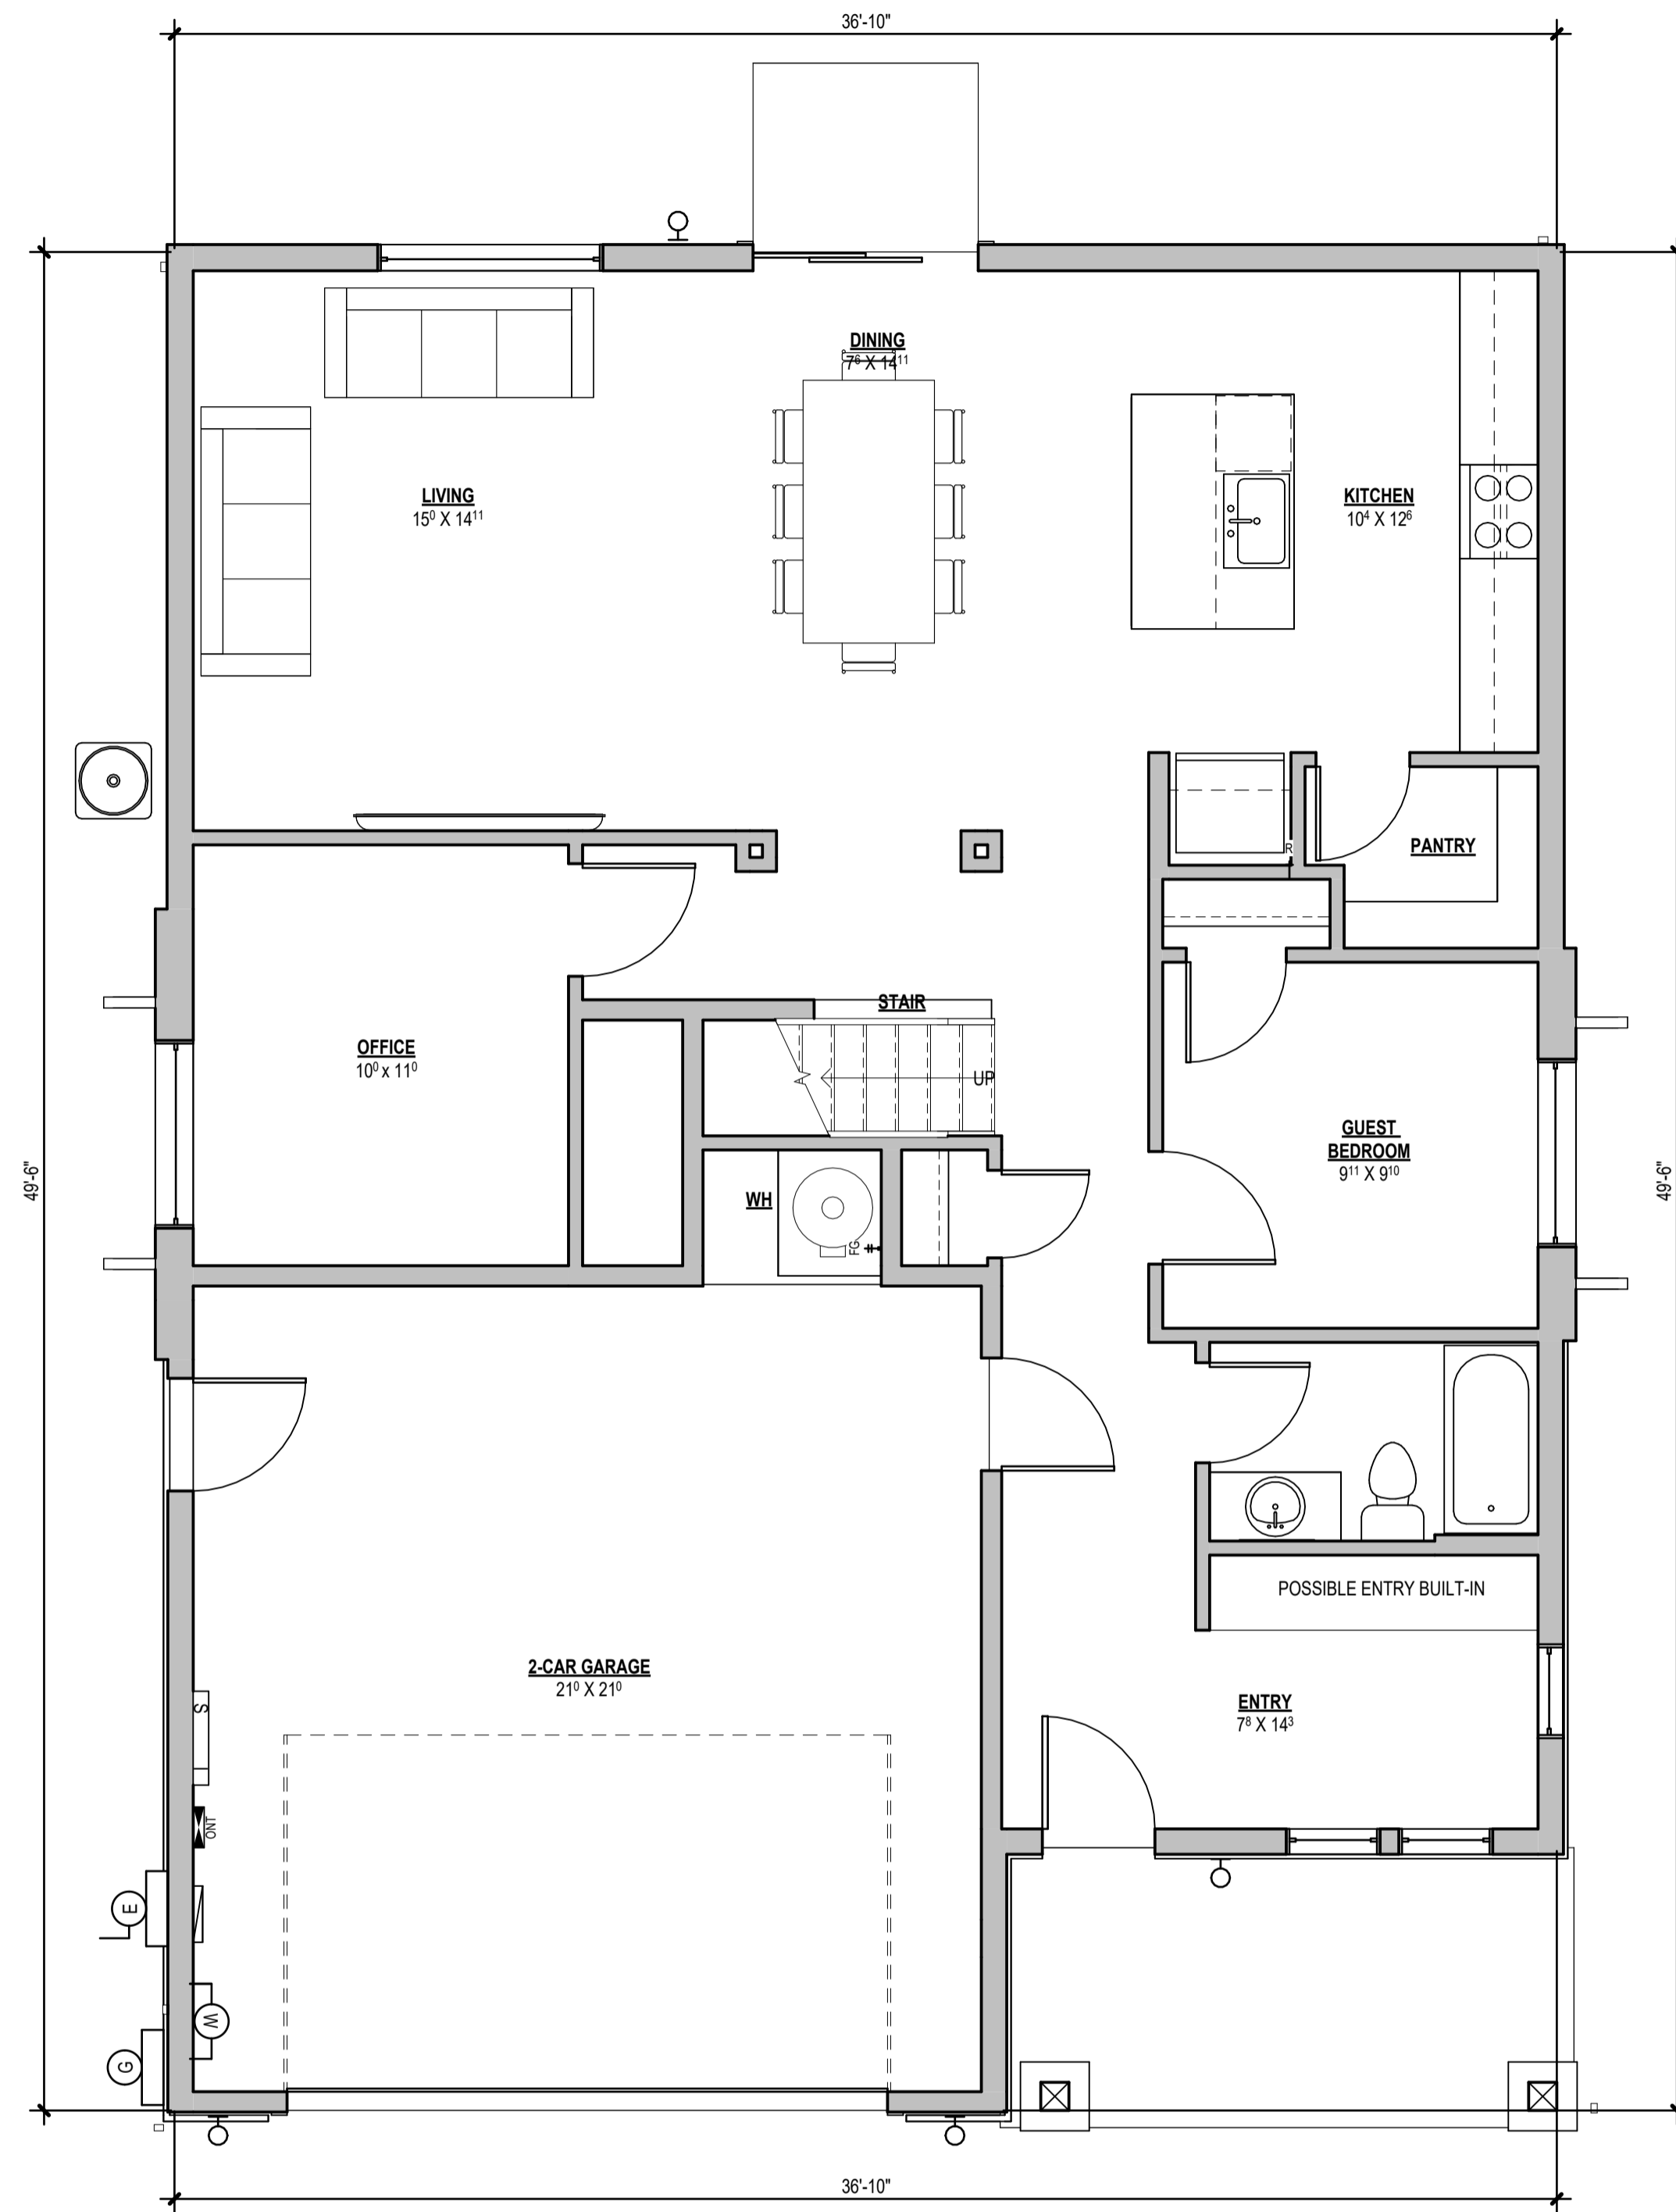 36'-10"
DINING
7⁶ X 14¹¹
LIVING
15⁰ X 14¹¹
KITCHEN
10⁴ X 12⁶
R
PANTRY
STAIR
UP
OFFICE
10⁰ x 11⁰
GUEST
BEDROOM
9¹¹ X 9¹⁰
49'-6"
49'-6"
WH
FG
POSSIBLE ENTRY BUILT-IN
2-CAR GARAGE
21⁰ X 21⁰
ENTRY
7⁸ X 14³
S
ONT
E
W
G
36'-10"